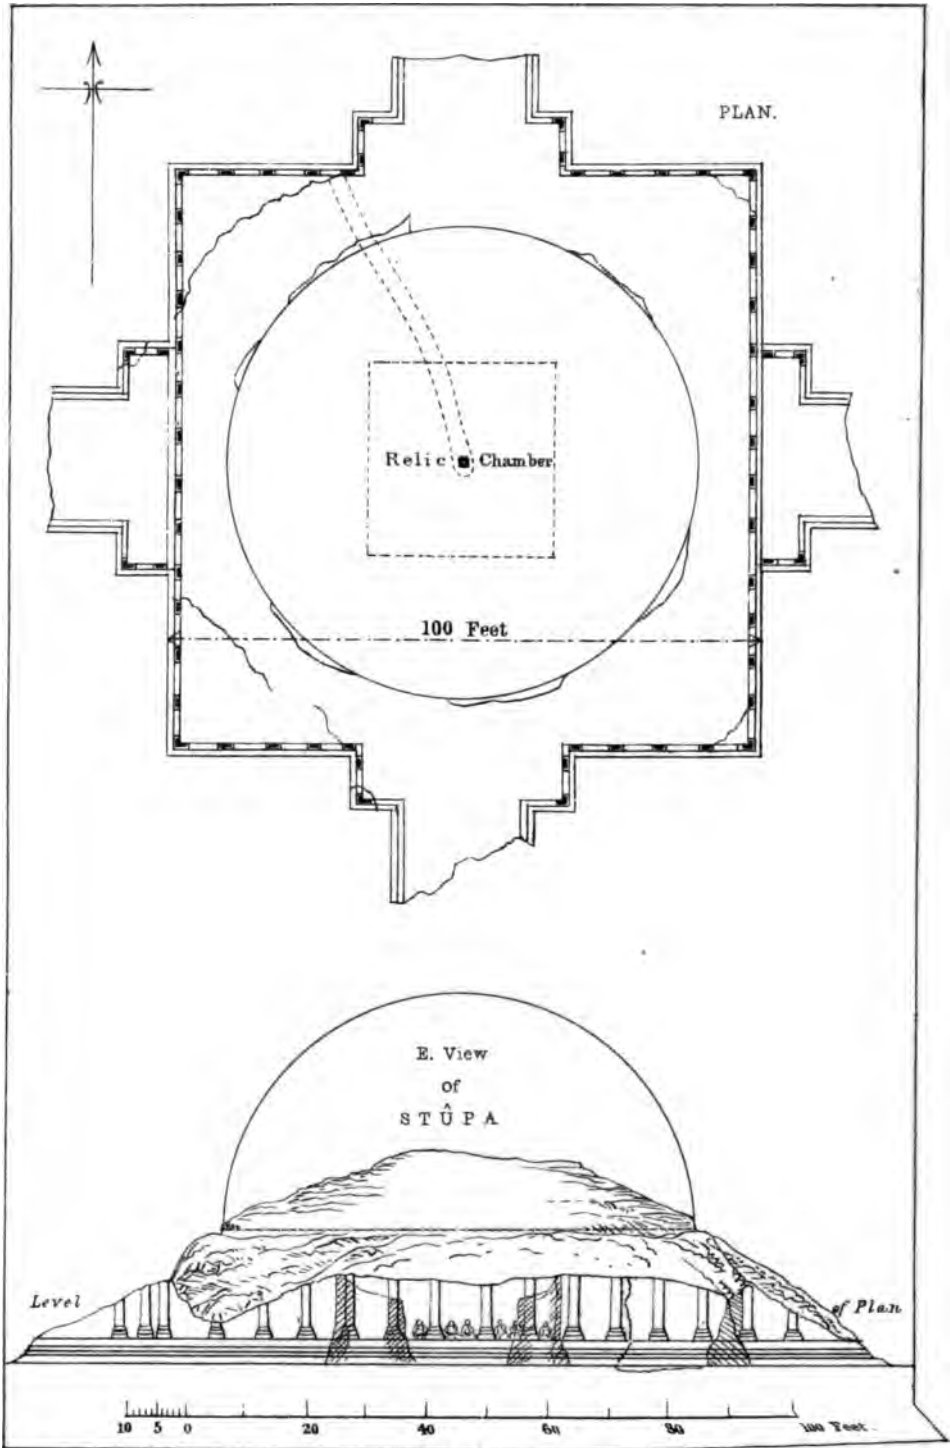 PLAN.
Relic Chamber
100 Feet
E. View
of
STÛPA
Level of Plan
10 5 0 20 40 60 80 100 Feet.